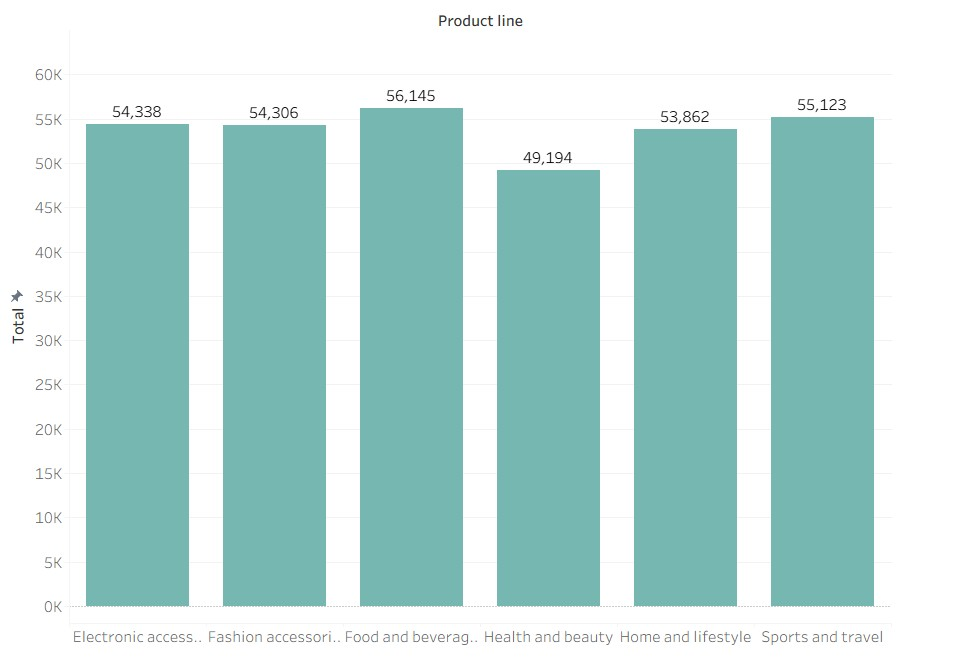 Product line
60K
55K
50K
45K
40K
35K
30K
25K
20K
15K
10K
5K
0K
Total
54,338
54,306
56,145
49,194
53,862
55,123
Electronic access..
Fashion accessori..
Food and beverag..
Health and beauty
Home and lifestyle
Sports and travel